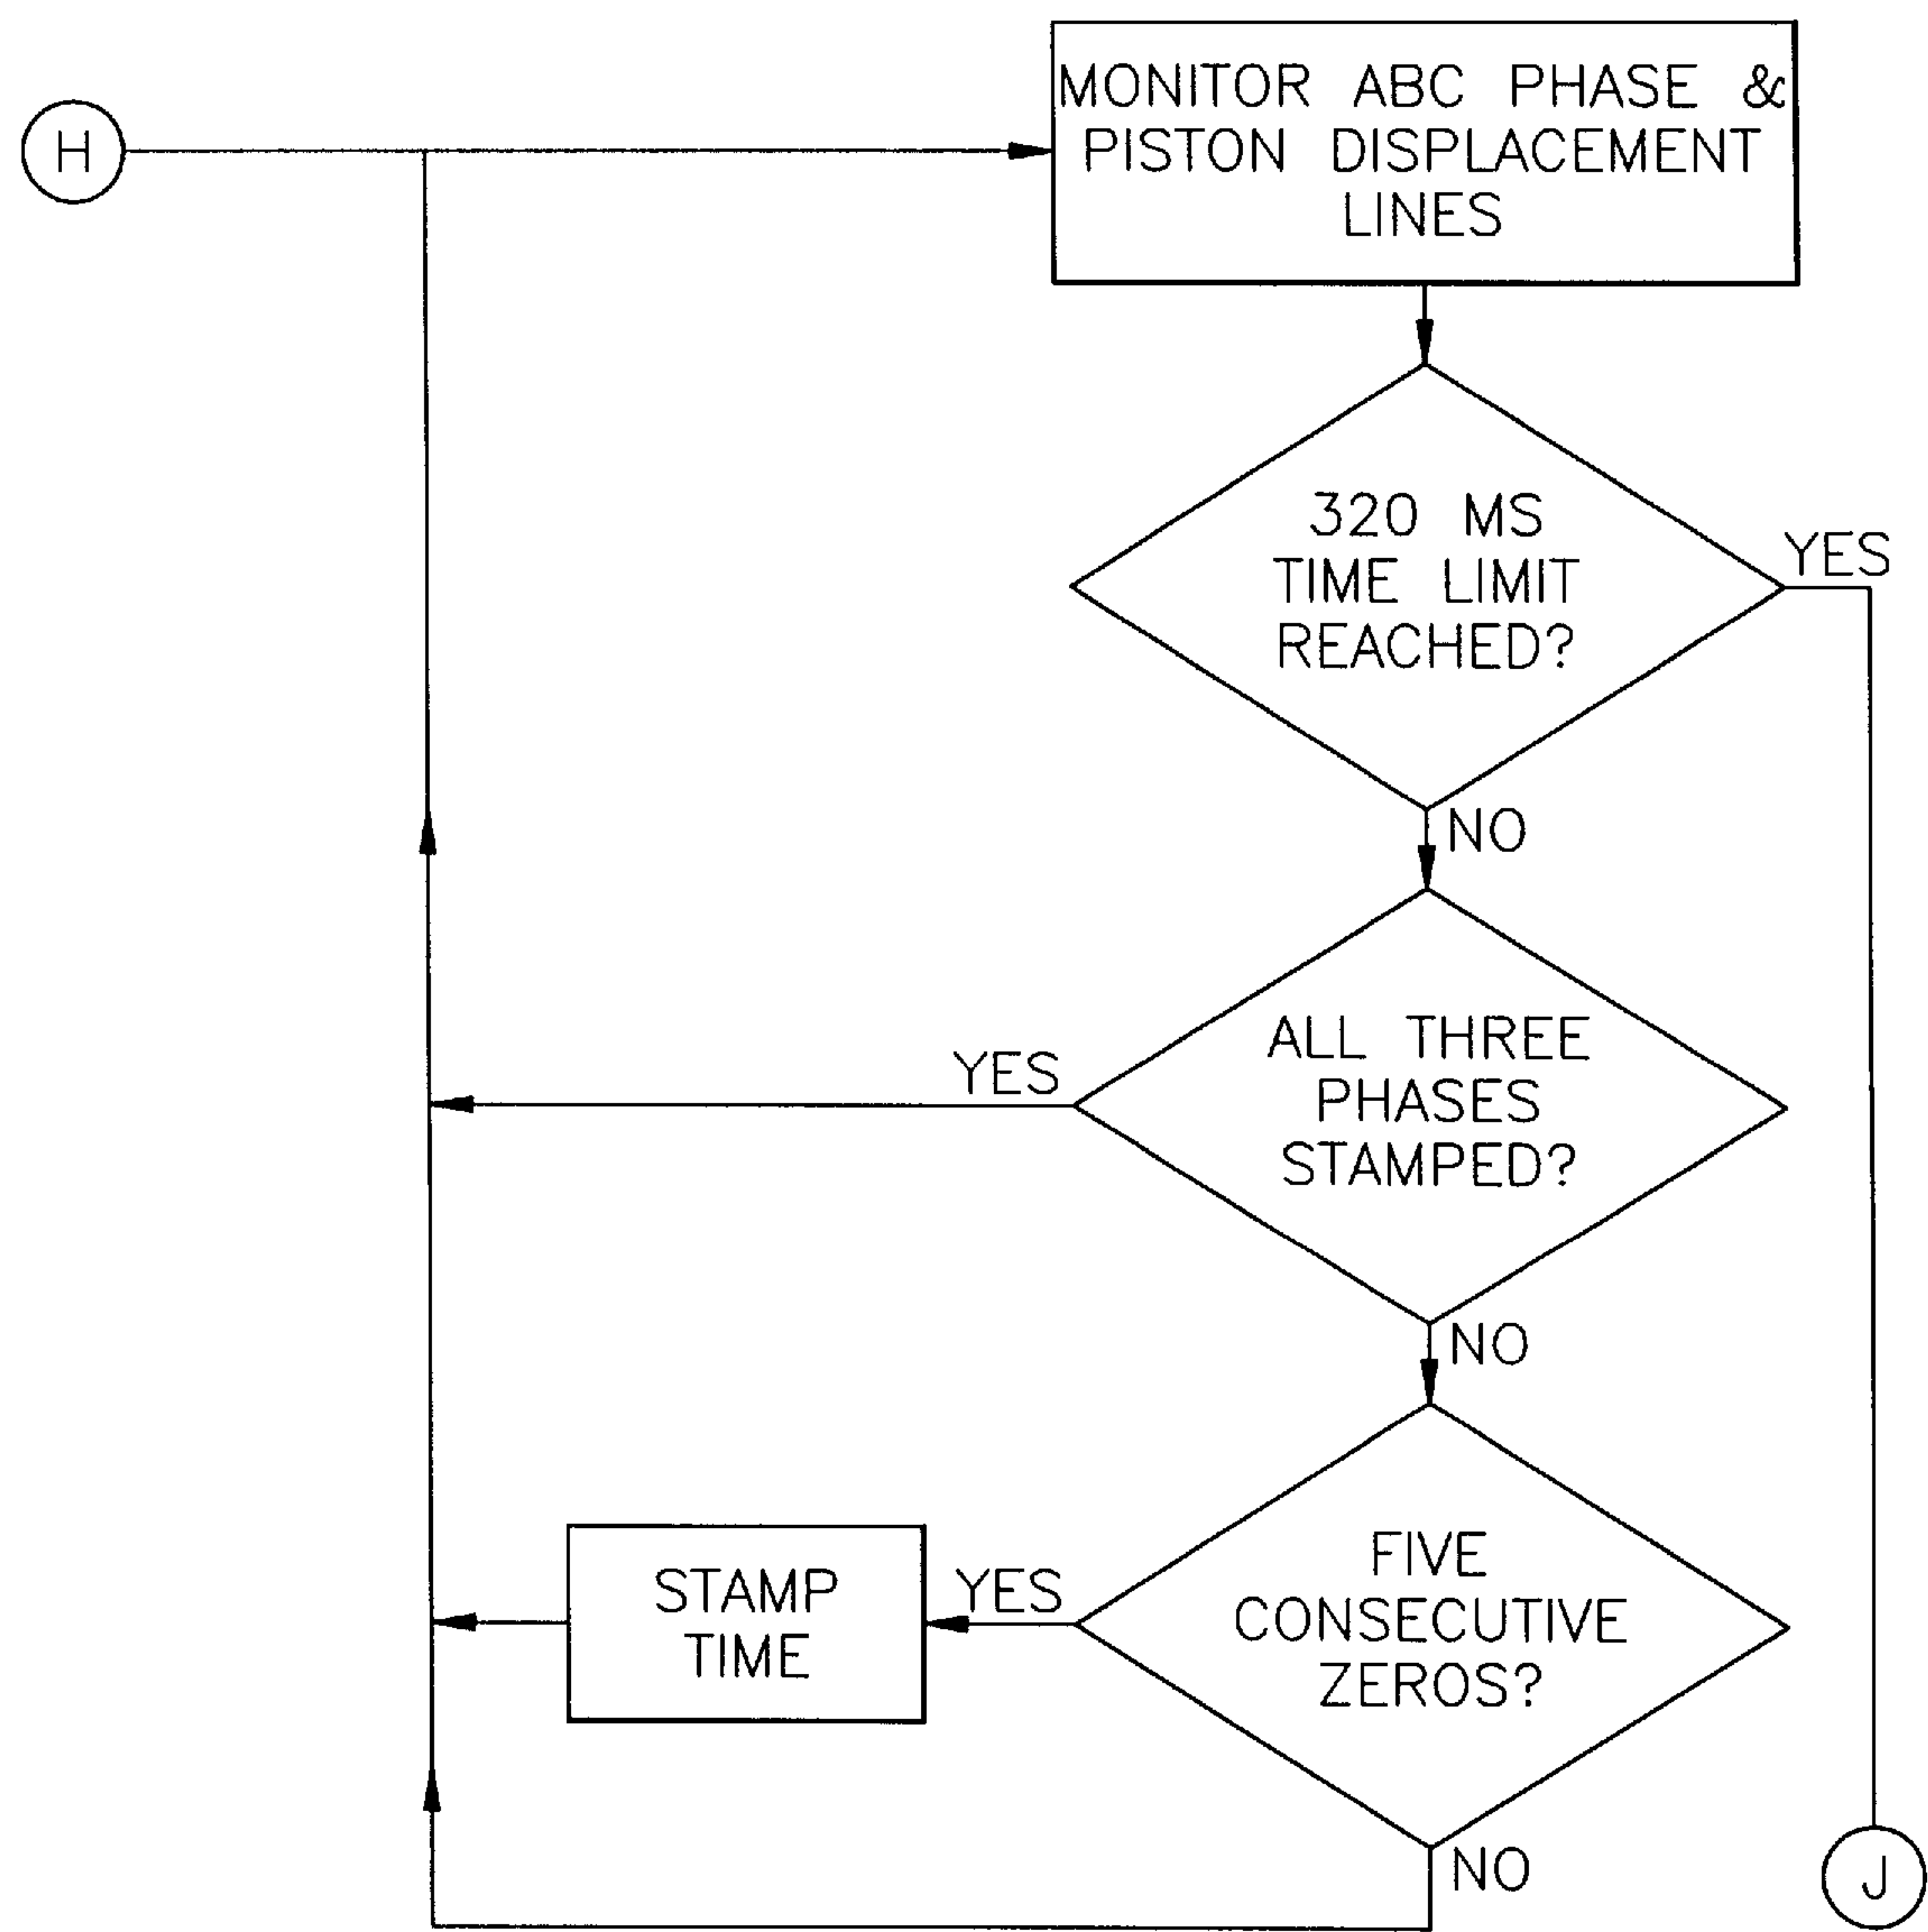 H
MONITOR ABC PHASE &
PISTON DISPLACEMENT
LINES
320 MS
TIME LIMIT
REACHED?
YES
NO
ALL THREE
PHASES
STAMPED?
YES
NO
FIVE
CONSECUTIVE
ZEROS?
YES
STAMP
TIME
NO
J